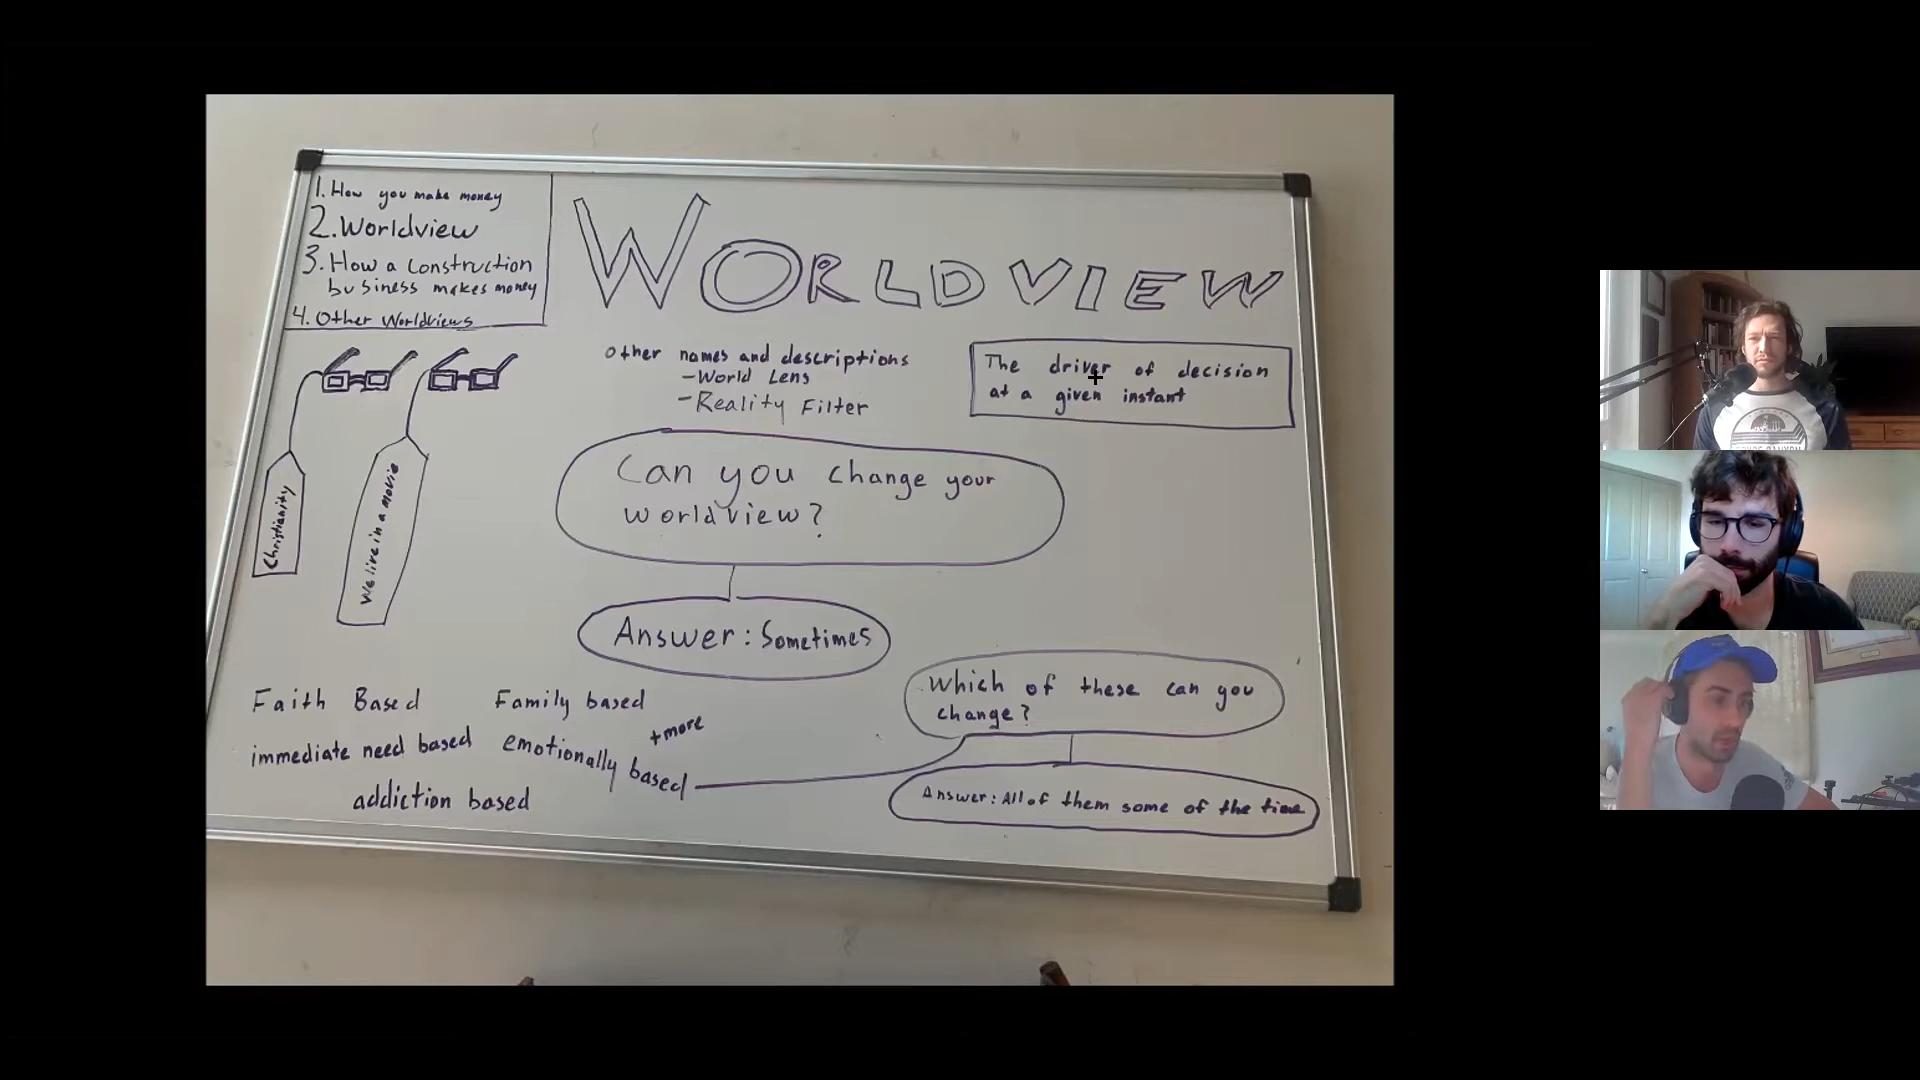 1. How you make money
2. Worldview
3. How a Construction
business makes money
4. Other Worldviews
WORLDVIEW
Other names and descriptions
- World Lens
- Reality Filter
The driver of decision
at a given instant
Christianity
We live in a movie
Can you change your
worldview?
Answer: Sometimes
Faith Based
Family based
immediate need based
emotionally based
+more
addiction based
Which of these can you
change?
Answer: All of them some of the time